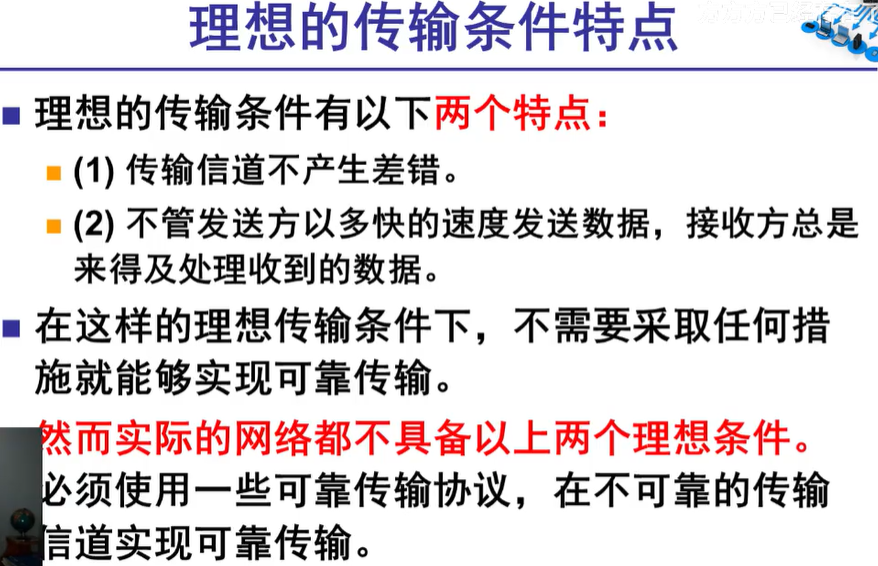 理想的传输条件特点
理想的传输条件有以下两个特点：
(1) 传输信道不产生差错。
(2) 不管发送方以多快的速度发送数据，接收方总是
来得及处理收到的数据。
在这样的理想传输条件下，不需要采取任何措
施就能够实现可靠传输。
然而实际的网络都不具备以上两个理想条件。
必须使用一些可靠传输协议，在不可靠的传输
信道实现可靠传输。